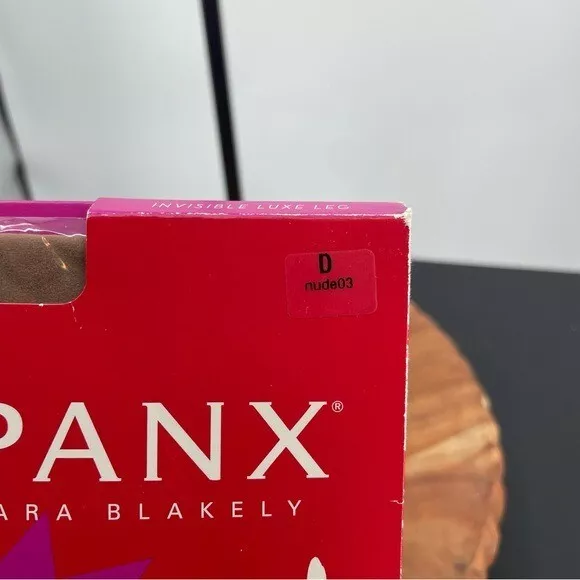 INVISIBLE LUXE LEG
D
nude03
PANX®
ARA BLAKELY